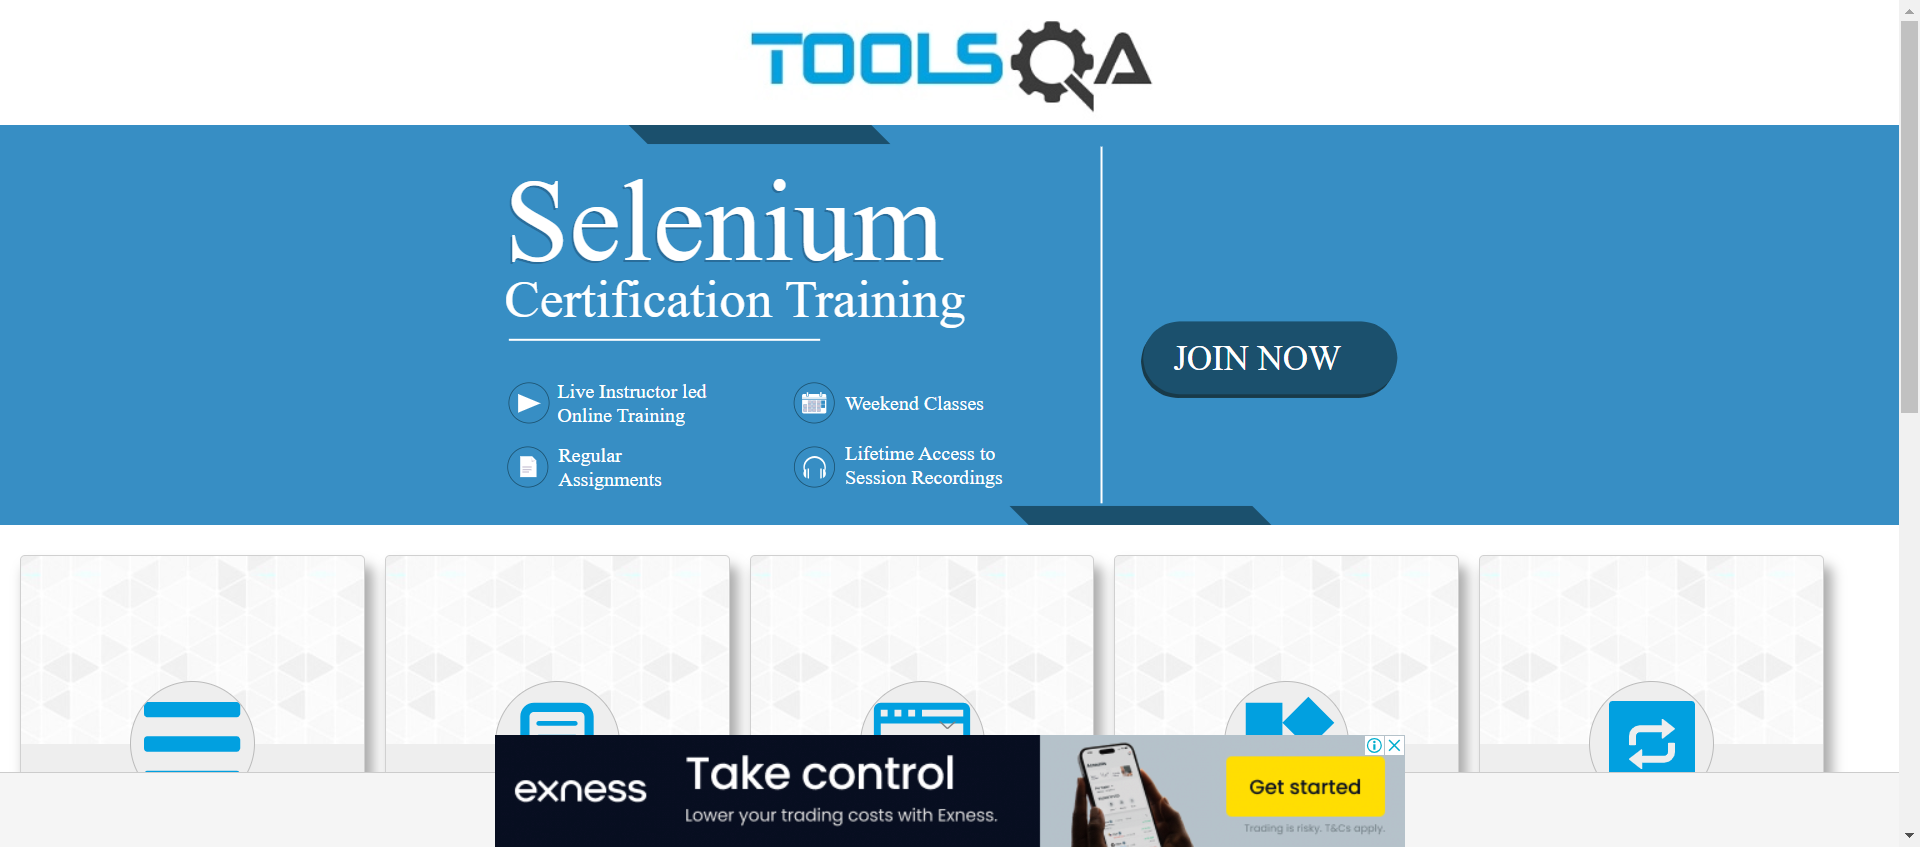 TOOLSQA
Selenium
Certification Training
Live Instructor led
Online Training
Weekend Classes
Regular
Assignments
Lifetime Access to
Session Recordings
JOIN NOW
exness
Take control
Lower your trading costs with Exness.
Get started
Trading is risky. T&Cs apply.